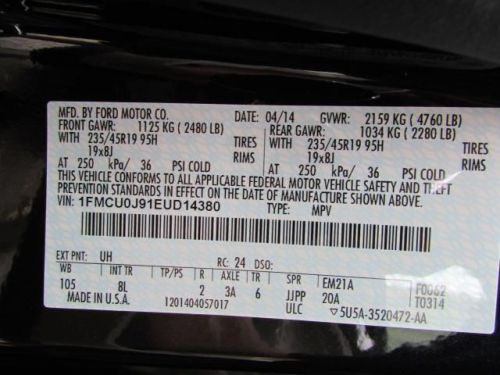 MFD. BY FORD MOTOR CO. DATE: 04/14 GVWR: 2159 KG ( 4760 LB)
FRONT GAWR: 1125 KG ( 2480 LB) REAR GAWR: 1034 KG ( 2280 LB)
WITH 235/45R19 95H TIRES WITH 235/45R19 95H TIRES
19x8J RIMS 19x8J RIMS
AT 250 kPa/ 36 PSI COLD AT 250 kPa/ 36 PSI COLD
THIS VEHICLE CONFORMS TO ALL APPLICABLE FEDERAL MOTOR VEHICLE SAFETY AND THEFT
PREVENTION STANDARDS IN EFFECT ON THE DATE OF MANUFACTURE SHOWN ABOVE.
VIN: 1FMCU0J91EUD14380 TYPE: MPV
EXT PNT: UH RC: 24 DSO:
WB INT TR TP/PS R AXLE TR SPR EM21A F0062
105 8L 2 3A 6 JJPP 20A T0314
MADE IN U.S.A. 1201404057017 ULC ▽5U5A-3520472-AA